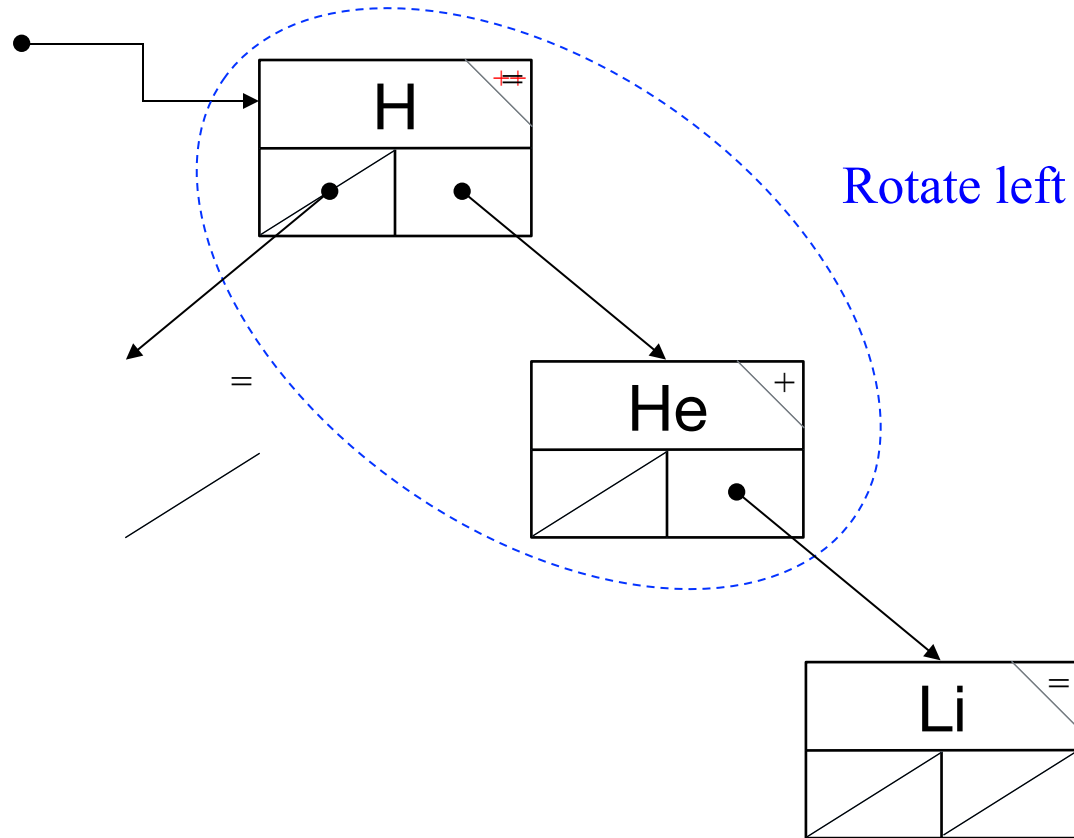 H
Rotate left
=
He
+
Li
=